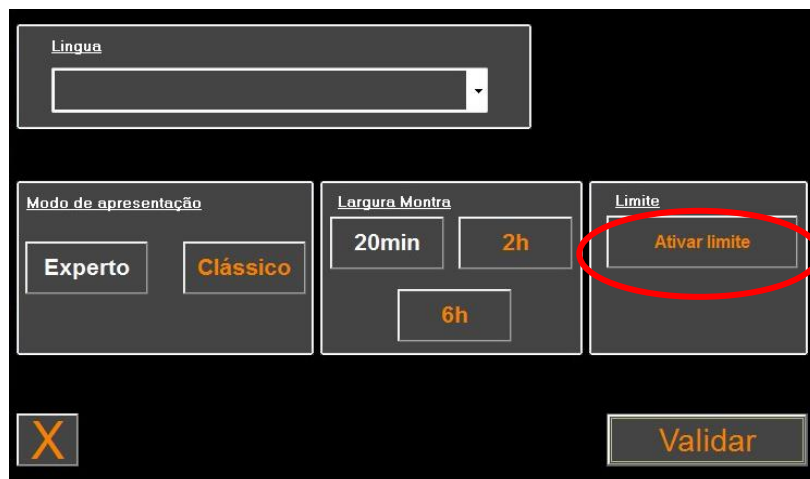 Lingua
Modo de apresentação
Experto
Clássico
Largura Montra
20min
2h
6h
Limite
Ativar limite
X
Validar